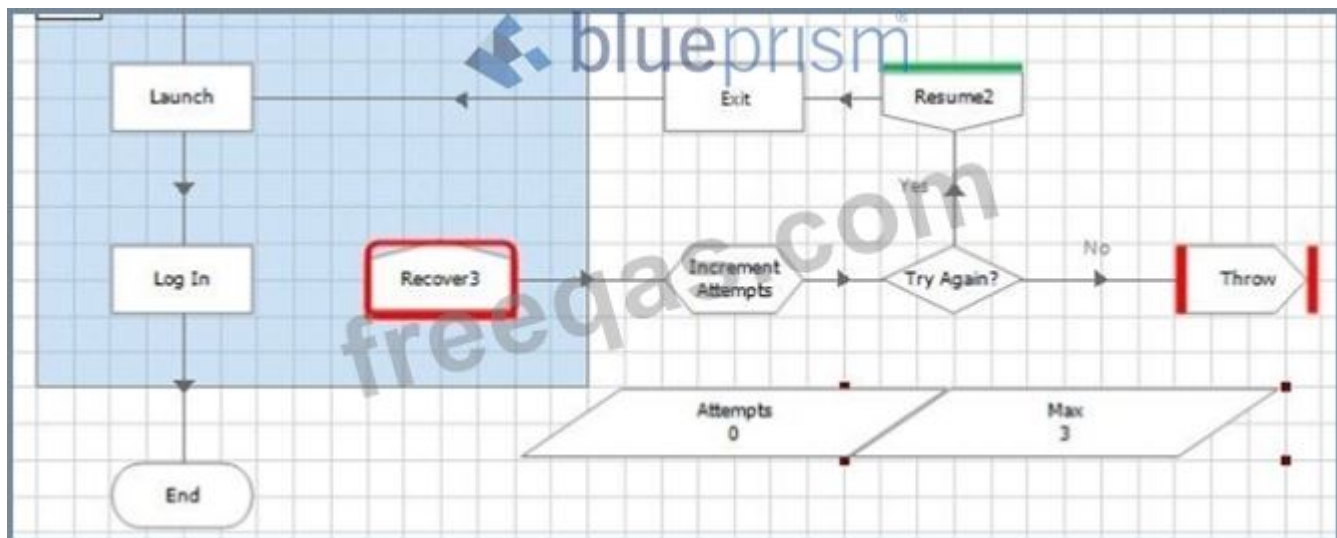 blueprism®
Launch
Exit
Resume2
Yes
Log In
Recover3
Increment
Attempts
Try Again?
No
Throw
freeqas.com
Attempts
0
Max
3
End